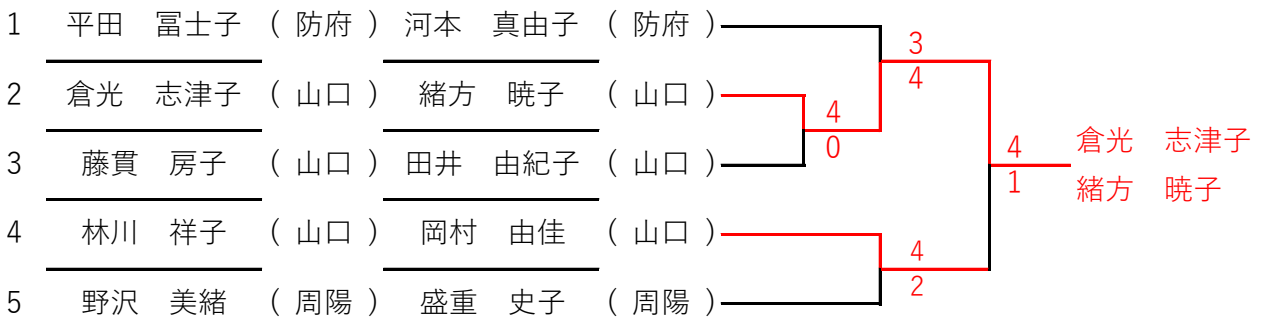 1 平田 冨士子 ( 防府 ) 河本 真由子 ( 防府 )
3
4
2 倉光 志津子 ( 山口 ) 緒方 暁子 ( 山口 )
4
0
4
1
倉光 志津子
緒方 暁子
3 藤貫 房子 ( 山口 ) 田井 由紀子 ( 山口 )
4 林川 祥子 ( 山口 ) 岡村 由佳 ( 山口 )
4
2
5 野沢 美緒 ( 周陽 ) 盛重 史子 ( 周陽 )